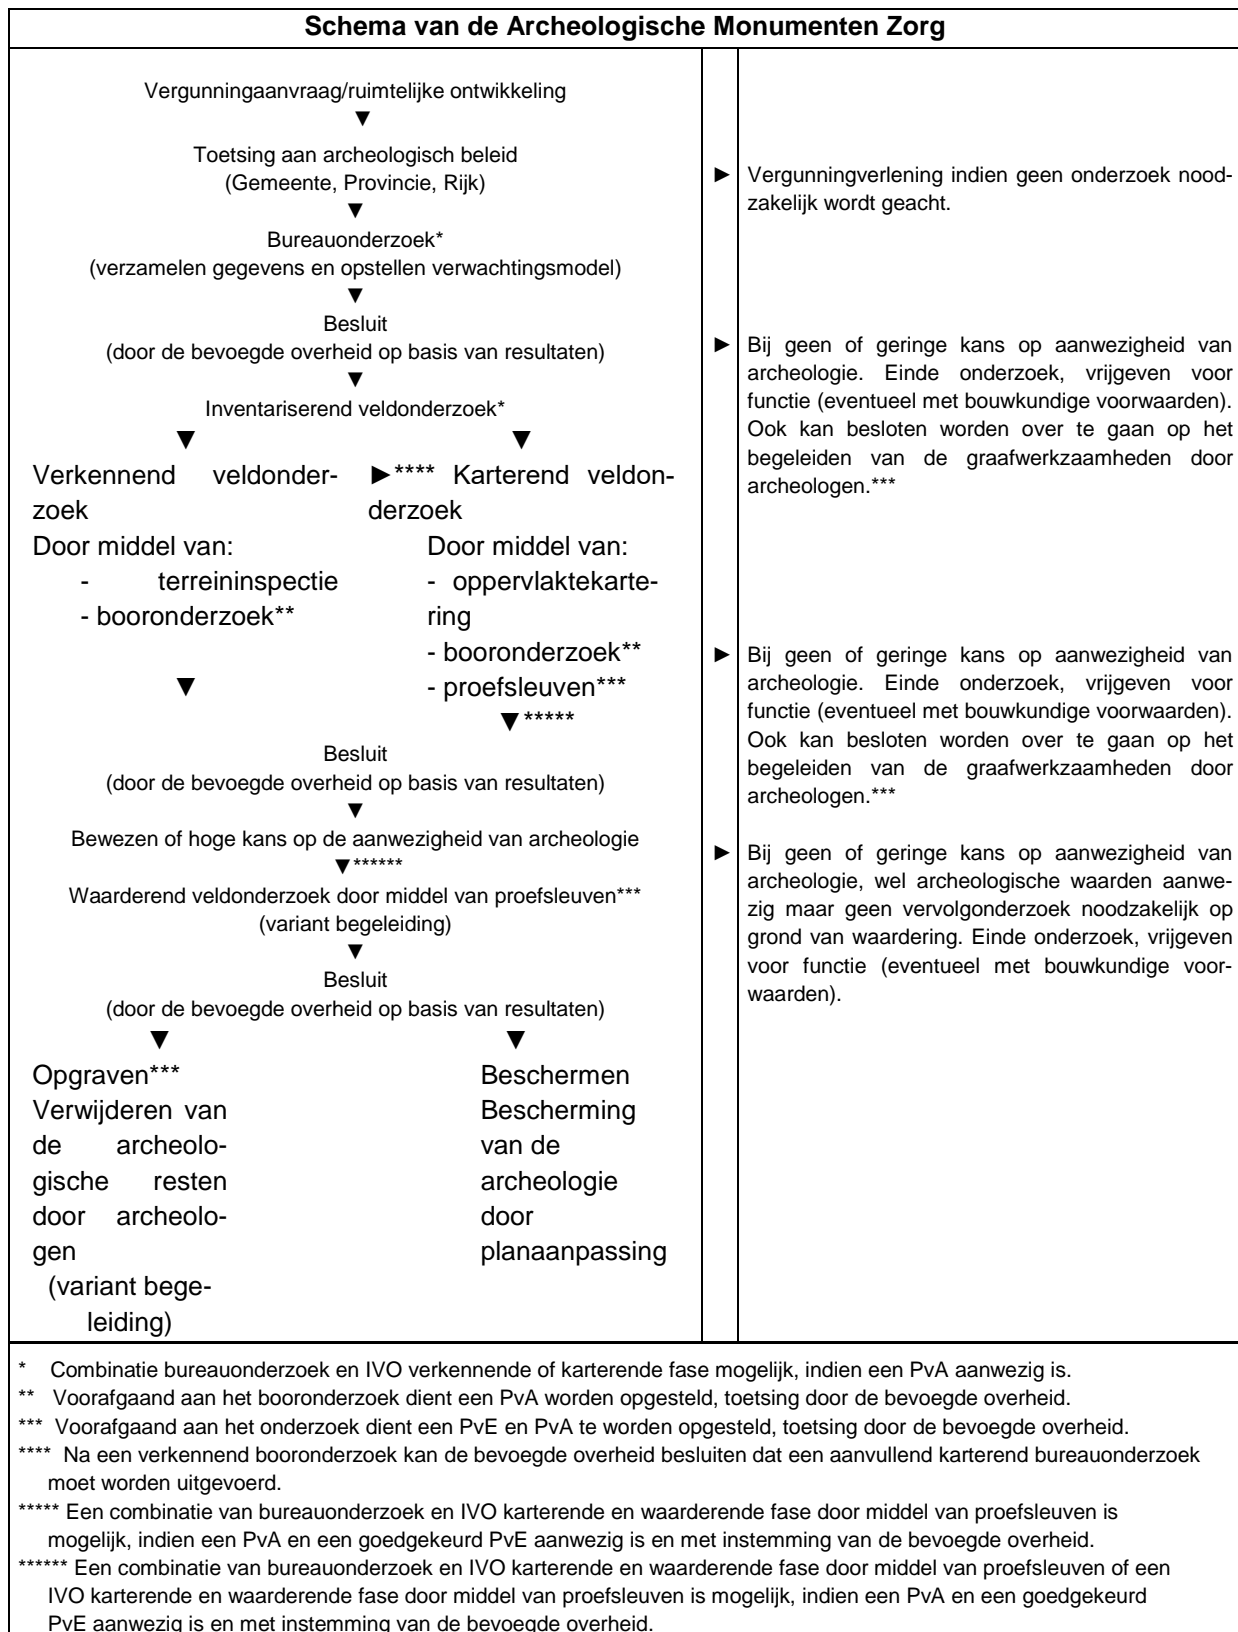 Schema van de Archeologische Monumenten Zorg
Vergunningaanvraag/ruimtelijke ontwikkeling
▼
Toetsing aan archeologisch beleid
(Gemeente, Provincie, Rijk)
▼
► Vergunningverlening indien geen onderzoek nood-
zakelijk wordt geacht.
Bureauonderzoek*
(verzamelen gegevens en opstellen verwachtingsmodel)
▼
Besluit
(door de bevoegde overheid op basis van resultaten)
▼
► Bij geen of geringe kans op aanwezigheid van
archeologie. Einde onderzoek, vrijgeven voor
functie (eventueel met bouwkundige voorwaarden).
Ook kan besloten worden over te gaan op het
begeleiden van de graafwerkzaamheden door
archeologen.***
Inventariserend veldonderzoek*
▼ ▼
Verkennend veldonder-
zoek
Door middel van:
- terreininspectie
- booronderzoek**
▼
►**** Karterend veldon-
derzoek
Door middel van:
- oppervlaktekarte-
ring
- booronderzoek**
- proefsleuven***
▼*****
Besluit
(door de bevoegde overheid op basis van resultaten)
▼
► Bij geen of geringe kans op aanwezigheid van
archeologie. Einde onderzoek, vrijgeven voor
functie (eventueel met bouwkundige voorwaarden).
Ook kan besloten worden over te gaan op het
begeleiden van de graafwerkzaamheden door
archeologen.***
Bewezen of hoge kans op de aanwezigheid van archeologie
▼******
Waarderend veldonderzoek door middel van proefsleuven***
(variant begeleiding)
▼
Besluit
(door de bevoegde overheid op basis van resultaten)
► Bij geen of geringe kans op aanwezigheid van
archeologie, wel archeologische waarden aanwe-
zig maar geen vervolgonderzoek noodzakelijk op
grond van waardering. Einde onderzoek, vrijgeven
voor functie (eventueel met bouwkundige voor-
waarden).
▼ ▼
Opgraven***
Verwijderen van
de archeolo-
gische resten
door archeolo-
gen
(variant bege-
leiding)
Beschermen
Bescherming
van de
archeologie
door
planaanpassing
* Combinatie bureauonderzoek en IVO verkennende of karterende fase mogelijk, indien een PvA aanwezig is.
** Voorafgaand aan het booronderzoek dient een PvA worden opgesteld, toetsing door de bevoegde overheid.
*** Voorafgaand aan het onderzoek dient een PvE en PvA te worden opgesteld, toetsing door de bevoegde overheid.
**** Na een verkennend booronderzoek kan de bevoegde overheid besluiten dat een aanvullend karterend bureauonderzoek
moet worden uitgevoerd.
***** Een combinatie van bureauonderzoek en IVO karterende en waarderende fase door middel van proefsleuven is
mogelijk, indien een PvA en een goedgekeurd PvE aanwezig is en met instemming van de bevoegde overheid.
****** Een combinatie van bureauonderzoek en IVO karterende en waarderende fase door middel van proefsleuven of een
IVO karterende en waarderende fase door middel van proefsleuven is mogelijk, indien een PvA en een goedgekeurd
PvE aanwezig is en met instemming van de bevoegde overheid.